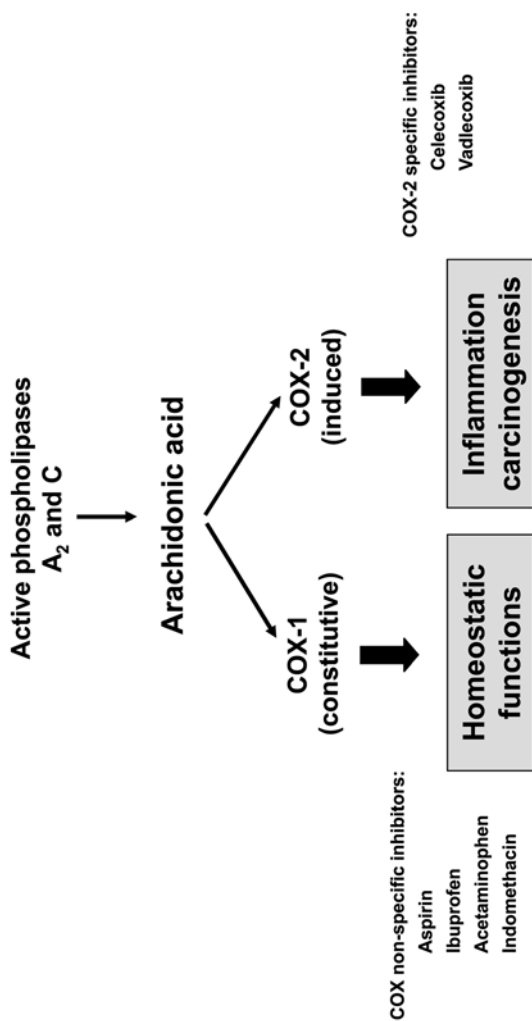 Active phospholipases
A₂ and C
Arachidonic acid
COX-1
(constitutive)
COX-2
(induced)
COX non-specific inhibitors:
Aspirin
Ibuprofen
Acetaminophen
Indomethacin
Homeostatic
functions
Inflammation
carcinogenesis
COX-2 specific inhibitors:
Celecoxib
Vadlecoxib